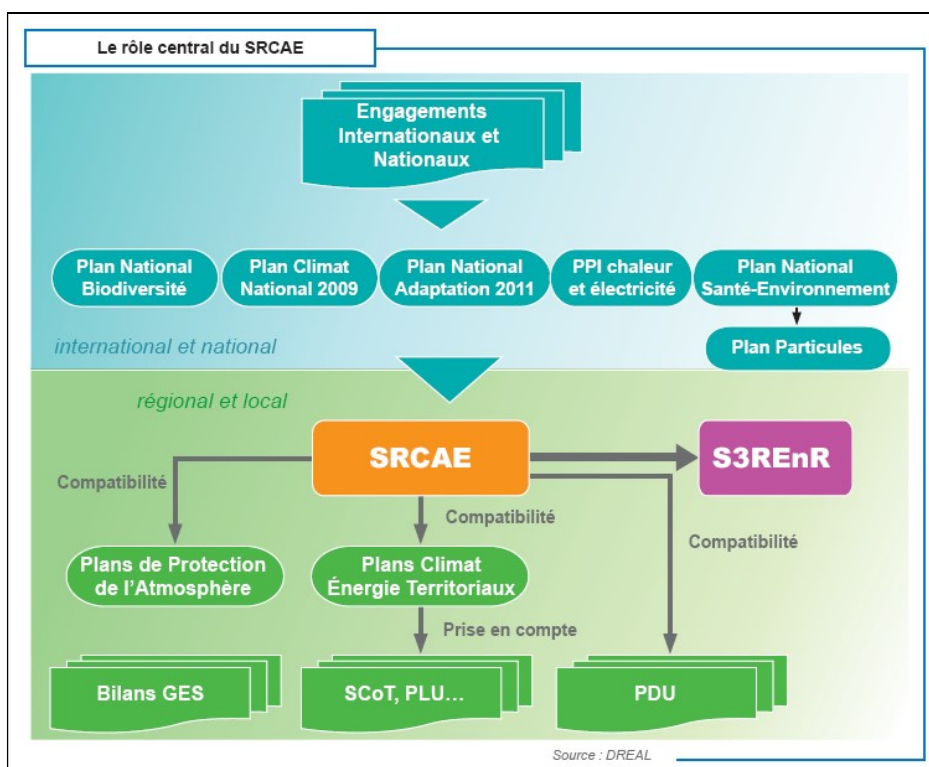 Le rôle central du SRCAE
Engagements
Internationaux et
Nationaux
Plan National
Biodiversité
Plan Climat
National 2009
Plan National
Adaptation 2011
PPI chaleur
et électricité
Plan National
Santé-Environnement
Plan Particules
international et national
régional et local
SRCAE
S3REnR
Compatibilité
Compatibilité
Compatibilité
Plans de Protection
de l'Atmosphère
Plans Climat
Énergie Territoriaux
Prise en compte
Bilans GES
SCoT, PLU...
PDU
Source : DREAL